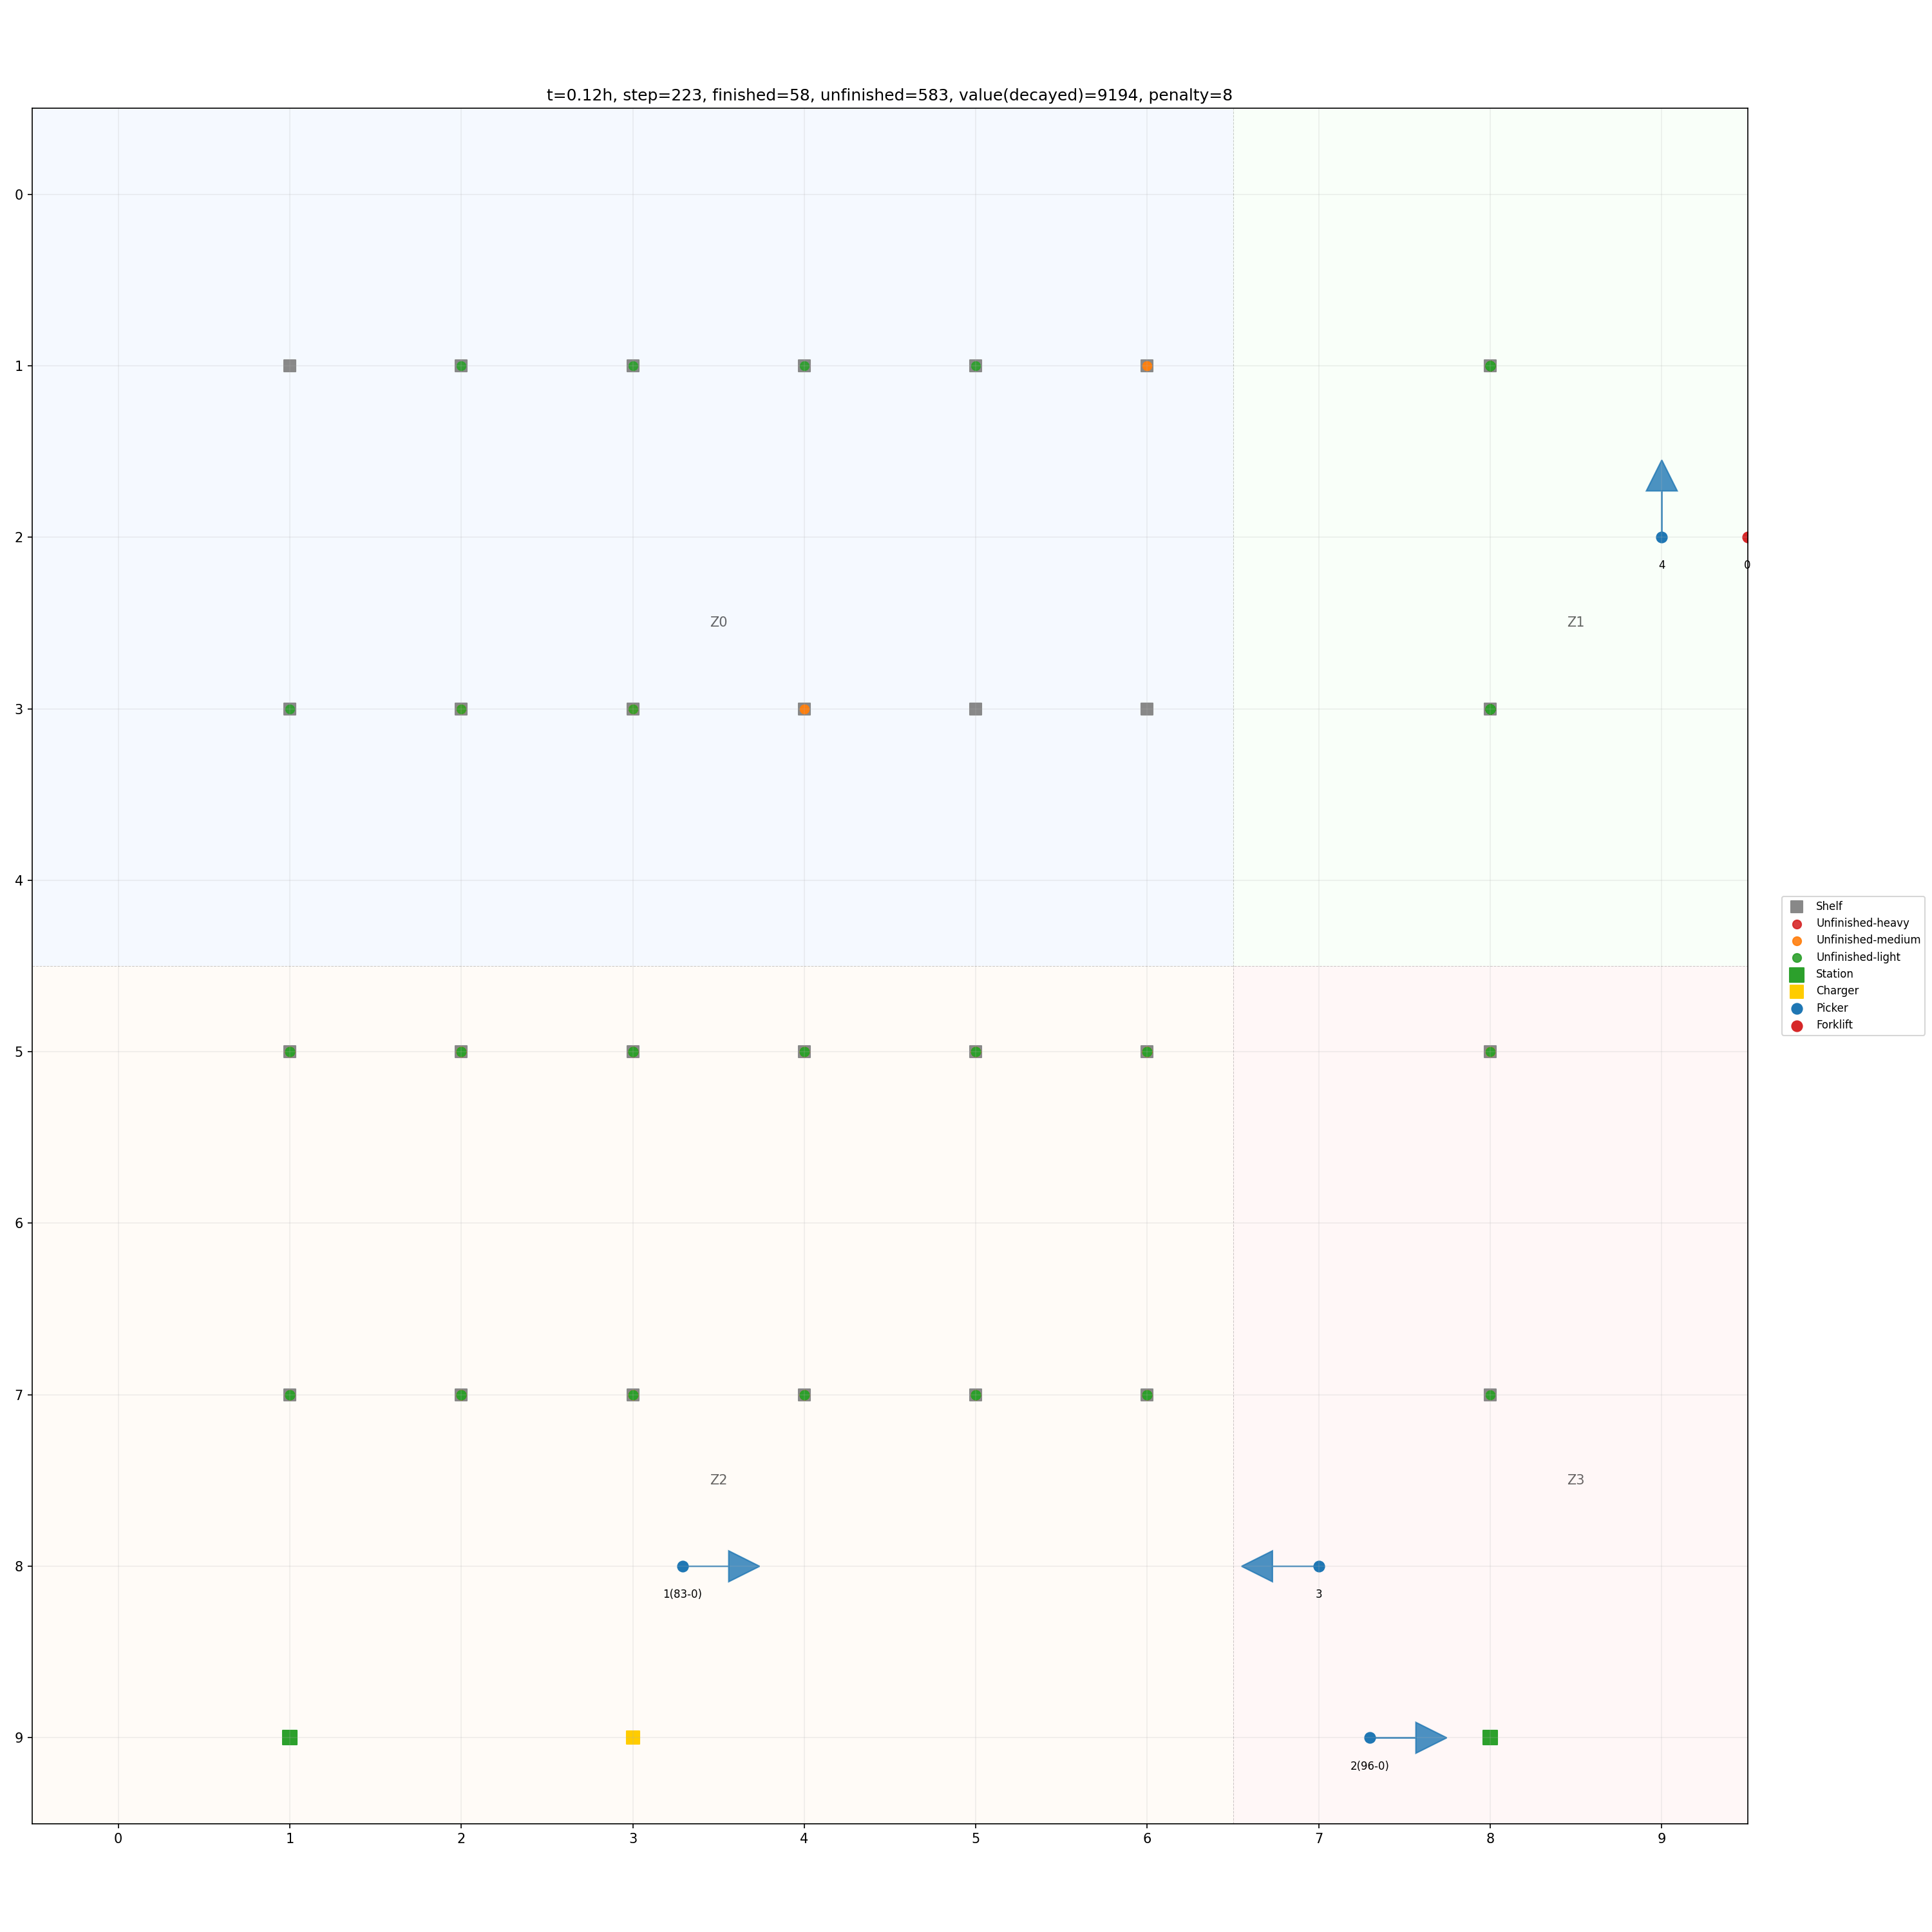 t=0.12h, step=223, finished=58, unfinished=583, value(decayed)=9194, penalty=8
0
1
2
4
0
Z0
Z1
3
4
Shelf
Unfinished-heavy
Unfinished-medium
Unfinished-light
Station
Charger
Picker
Forklift
5
6
7
Z2
Z3
8
1(83-0)
3
9
2(96-0)
0
1
2
3
4
5
6
7
8
9